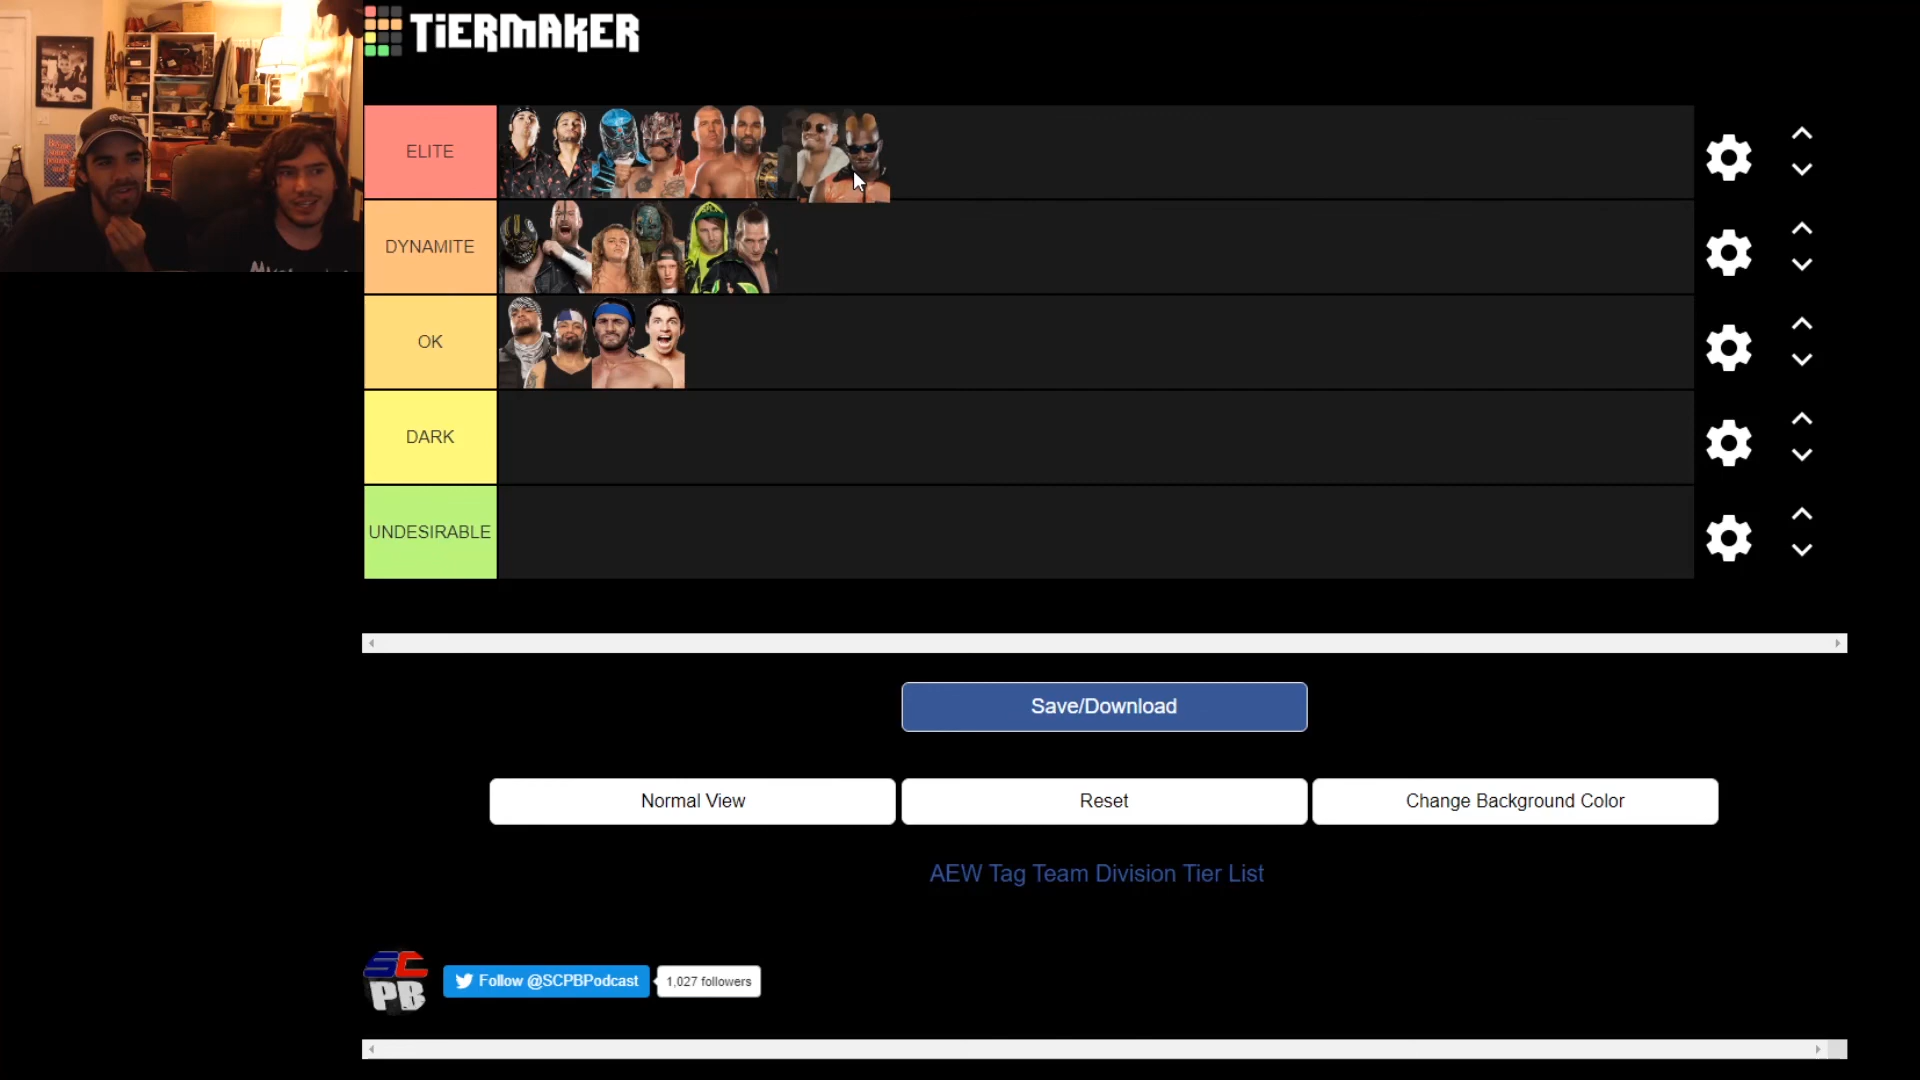 TiERMAKER
ELITE
DYNAMITE
OK
DARK
UNDESIRABLE
Save/Download
Normal View
Reset
Change Background Color
AEW Tag Team Division Tier List
SC
PB
Follow @SCPBPodcast
1,027 followers